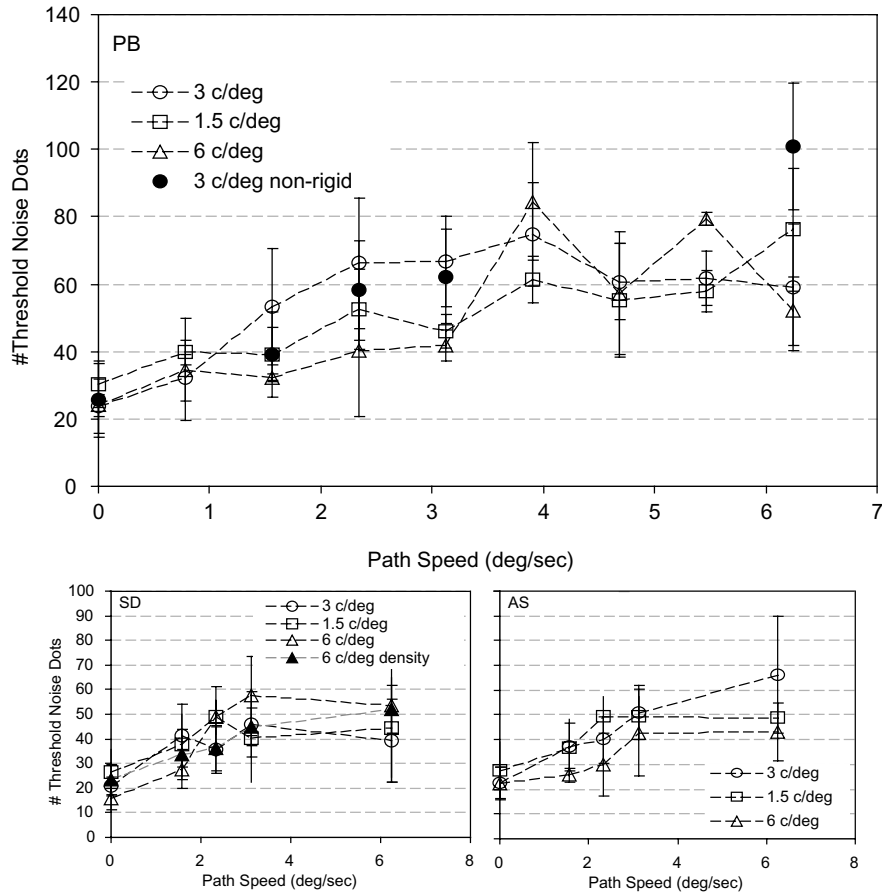 140
120
100
80
60
40
20
0
#Threshold Noise Dots
PB
3 c/deg
1.5 c/deg
6 c/deg
3 c/deg non-rigid
0 1 2 3 4 5 6 7
Path Speed (deg/sec)
100
90
80
70
60
50
40
30
20
10
0
# Threshold Noise Dots
SD
3 c/deg
1.5 c/deg
6 c/deg
6 c/deg density
0 2 4 6 8
Path Speed (deg/sec)
AS
3 c/deg
1.5 c/deg
6 c/deg
0 2 4 6 8
Path Speed (deg/sec)